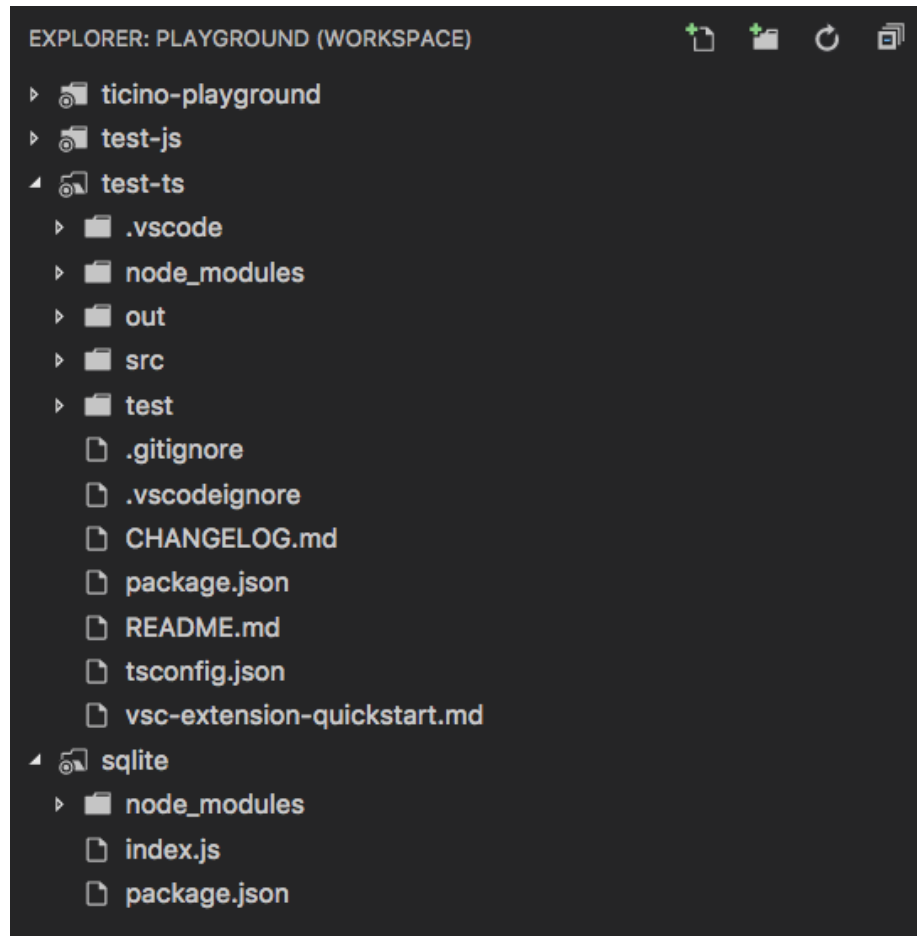 EXPLORER: PLAYGROUND (WORKSPACE)
ticino-playground
test-js
test-ts
.vscode
node_modules
out
src
test
.gitignore
.vscodeignore
CHANGELOG.md
package.json
README.md
tsconfig.json
vsc-extension-quickstart.md
sqlite
node_modules
index.js
package.json